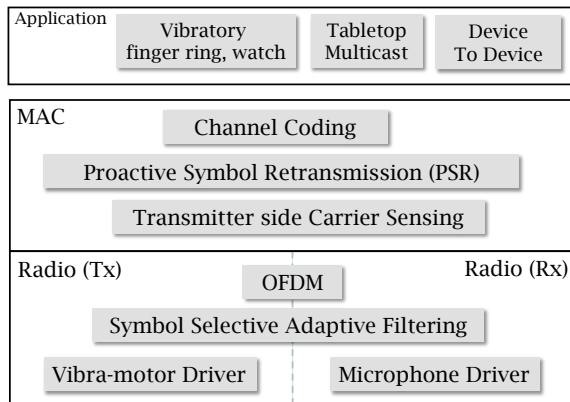 Application
Vibratory
finger ring, watch
Tabletop
Multicast
Device
To Device
MAC
Channel Coding
Proactive Symbol Retransmission (PSR)
Transmitter side Carrier Sensing
Radio (Tx)
Radio (Rx)
OFDM
Symbol Selective Adaptive Filtering
Vibra-motor Driver
Microphone Driver